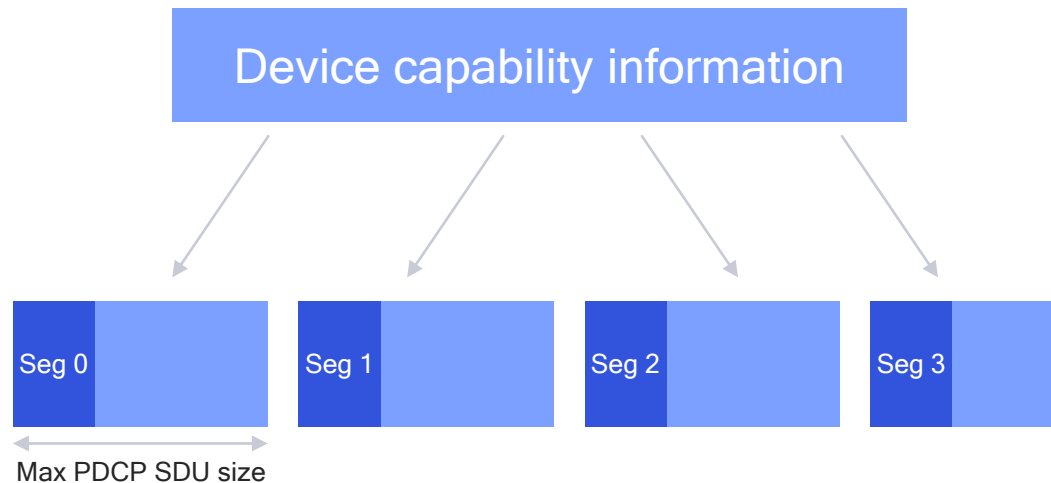 Device capability information
Seg 0
Seg 1
Seg 2
Seg 3
Max PDCP SDU size